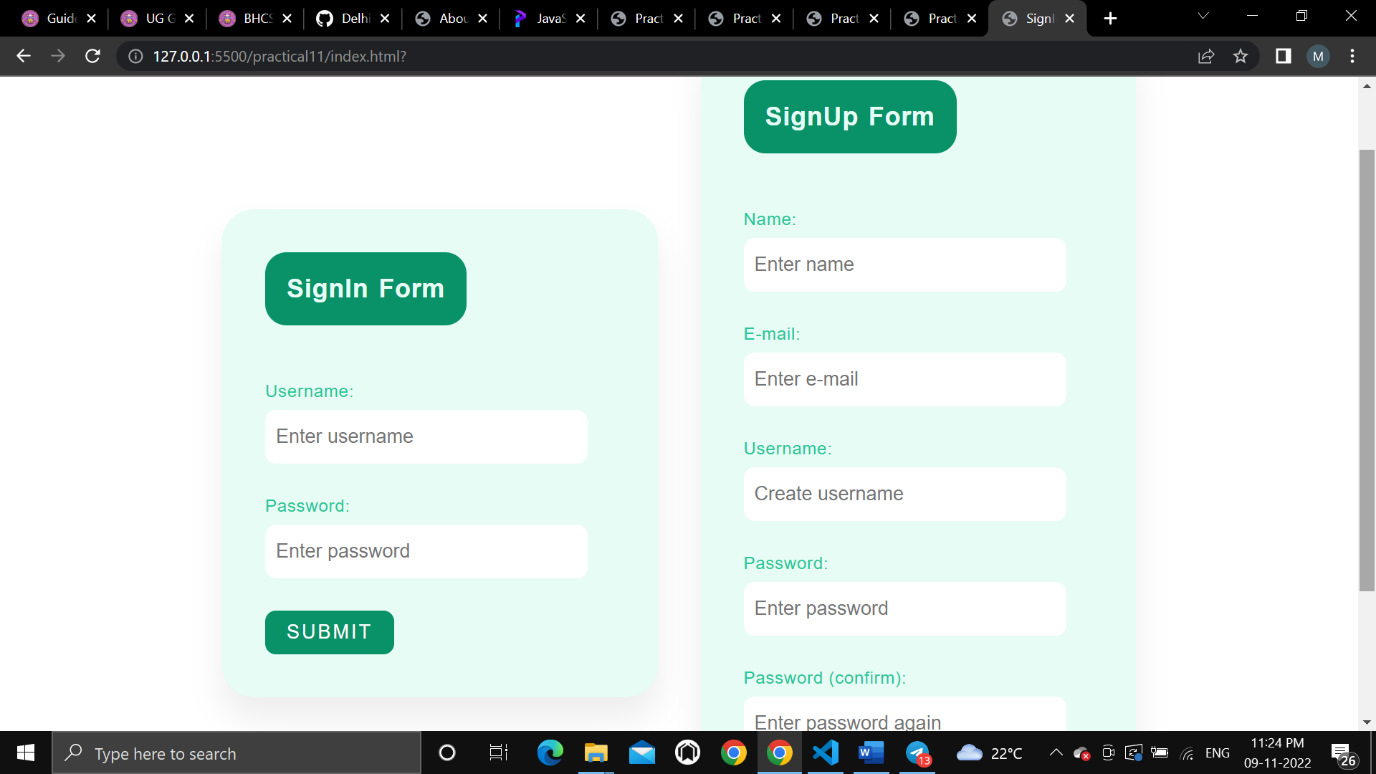 Guide
UG G
BHCS
Delhi
Abou
JavaS
Pract
Pract
Pract
Pract
SignI
127.0.0.1:5500/practical11/index.html?
M
SignIn Form
Username:
Enter username
Password:
Enter password
SUBMIT
SignUp Form
Name:
Enter name
E-mail:
Enter e-mail
Username:
Create username
Password:
Enter password
Password (confirm):
Enter password again
Type here to search
13
22°C
ENG
11:24 PM
09-11-2022
26